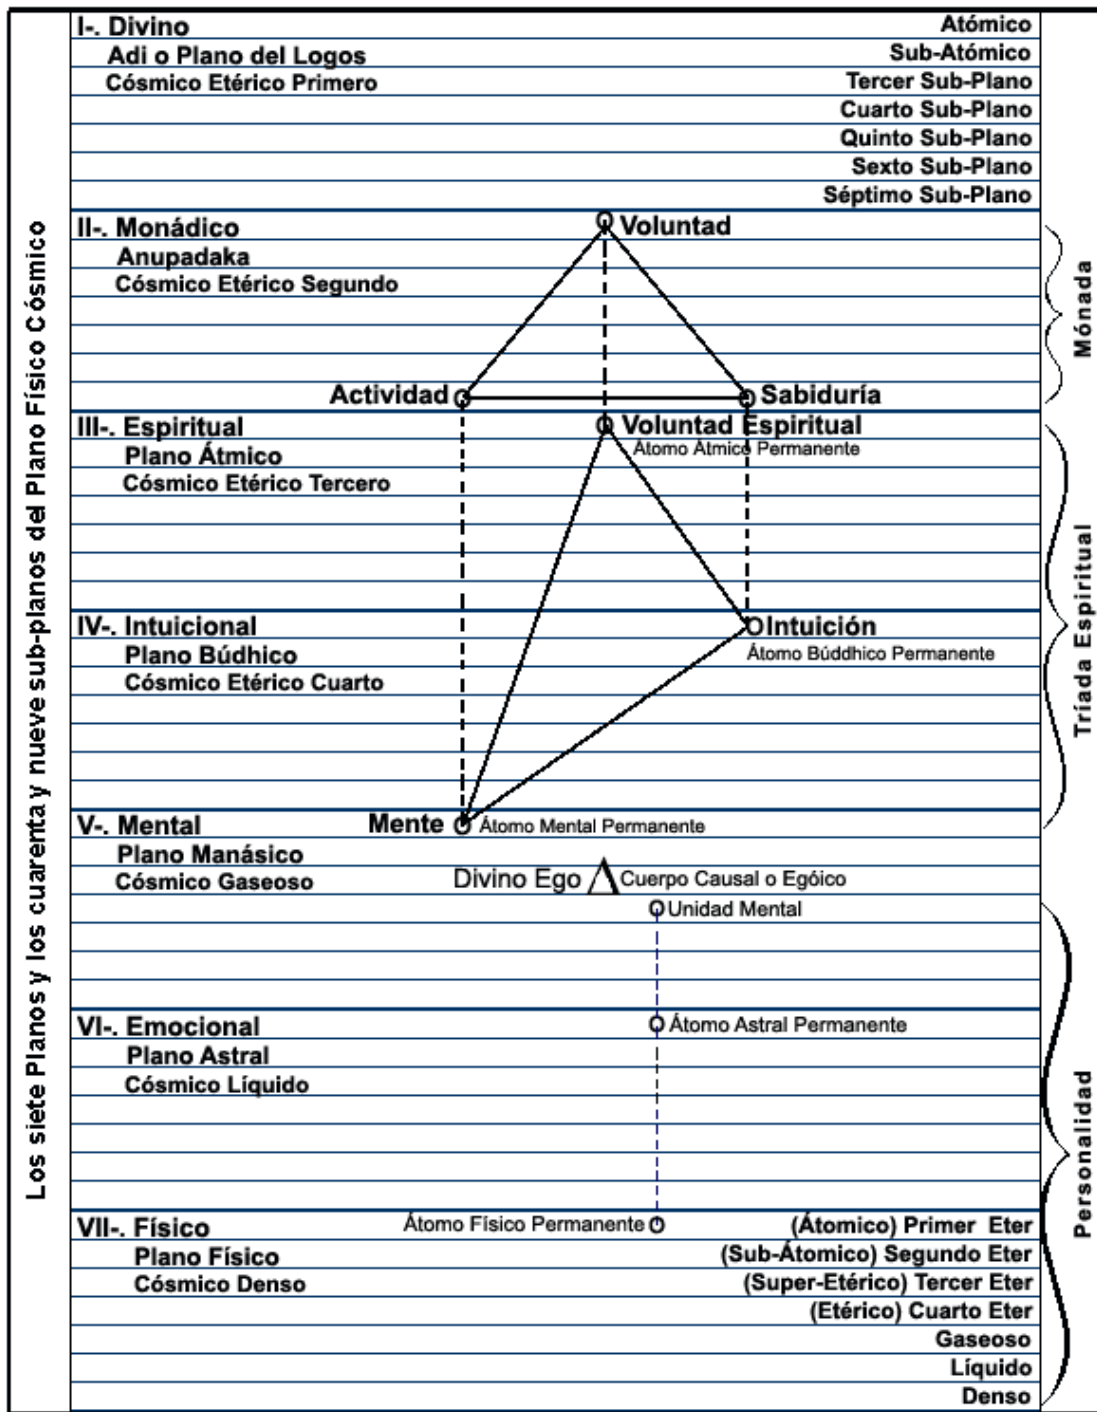 Los siete Planos y los cuarenta y nueve sub-planos del Plano Físico Cósmico
I-. Divino
Adi o Plano del Logos
Cósmico Etérico Primero
Atómico
Sub-Atómico
Tercer Sub-Plano
Cuarto Sub-Plano
Quinto Sub-Plano
Sexto Sub-Plano
Séptimo Sub-Plano
II-. Monádico
Anupadaka
Cósmico Etérico Segundo
Voluntad
Actividad
Sabiduría
Mónada
III-. Espiritual
Plano Átmico
Cósmico Etérico Tercero
Voluntad Espiritual
Átomo Átmico Permanente
IV-. Intuicional
Plano Búdhico
Cósmico Etérico Cuarto
Intuición
Átomo Búddhico Permanente
Tríada Espiritual
V-. Mental
Plano Manásico
Cósmico Gaseoso
Mente
Átomo Mental Permanente
Divino Ego
Cuerpo Causal o Egóico
Unidad Mental
VI-. Emocional
Plano Astral
Cósmico Líquido
Átomo Astral Permanente
Personalidad
VII-. Físico
Plano Físico
Cósmico Denso
Átomo Físico Permanente
(Átomico) Primer Eter
(Sub-Átomico) Segundo Eter
(Super-Etérico) Tercer Eter
(Etérico) Cuarto Eter
Gaseoso
Líquido
Denso